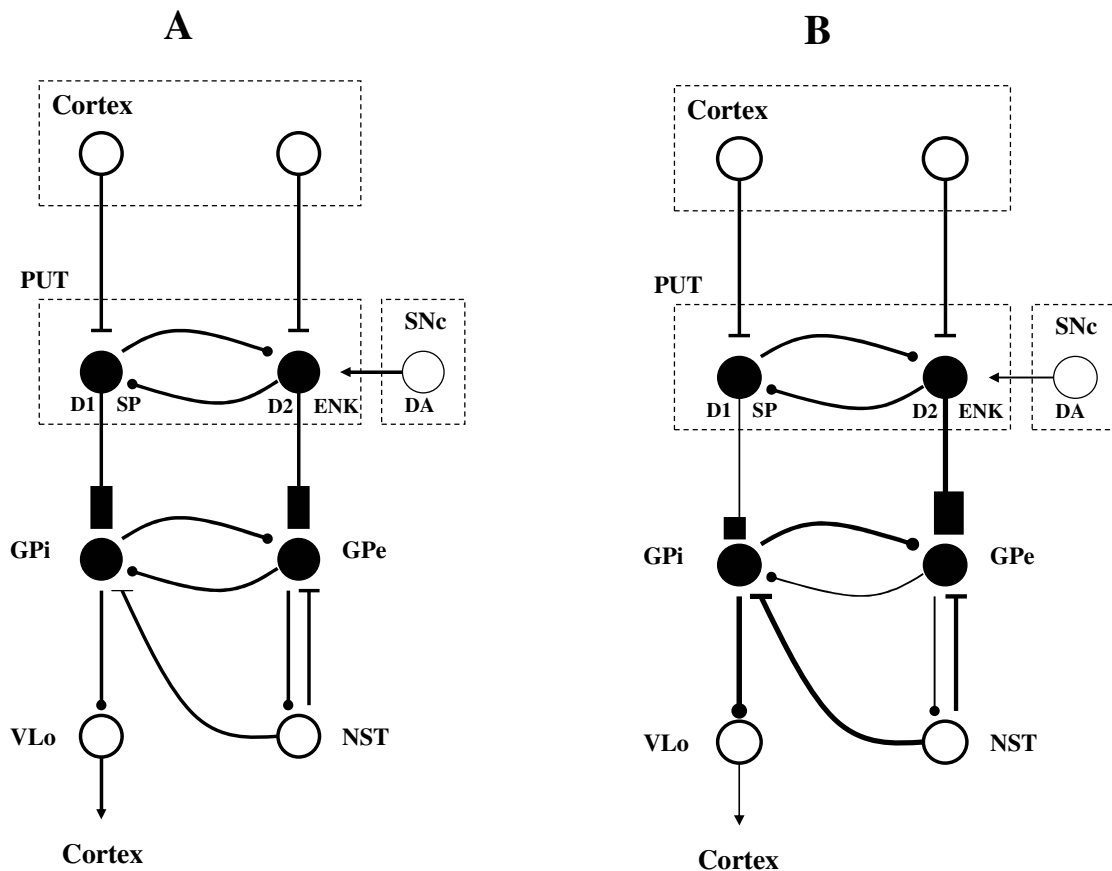 A
Cortex
PUT
SNc
D1 SP
D2 ENK
DA
GPi
GPe
VLo
NST
Cortex
B
Cortex
PUT
SNc
D1 SP
D2 ENK
DA
GPi
GPe
VLo
NST
Cortex